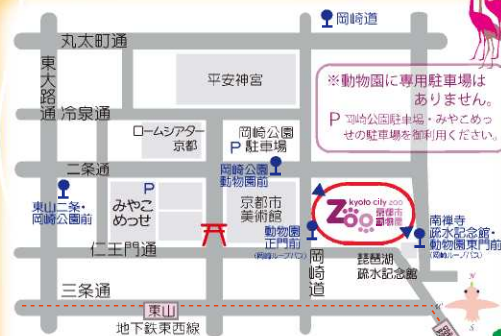 岡崎道
丸太町通
東大路通
平安神宮
※動物園に専用駐車場は
ありません。
P 岡崎公園駐車場・みやこめっ
せの駐車場を御利用ください。
冷泉通
ロームシアター
京都
岡崎公園
P 駐車場
二条通
岡崎公園
動物園前
東山二条・
岡崎公園前
P
みやこ
めっせ
京都市
美術館
kyoto city zoo
Zoo
京都市
動物園
動物園
正門前
(岡崎ループバス)
南禅寺
疏水記念館・
動物園東門前
(岡崎ループバス)
仁王門通
岡崎道
琵琶湖
疏水記念館
三条通
東山
地下鉄東西線
N
S